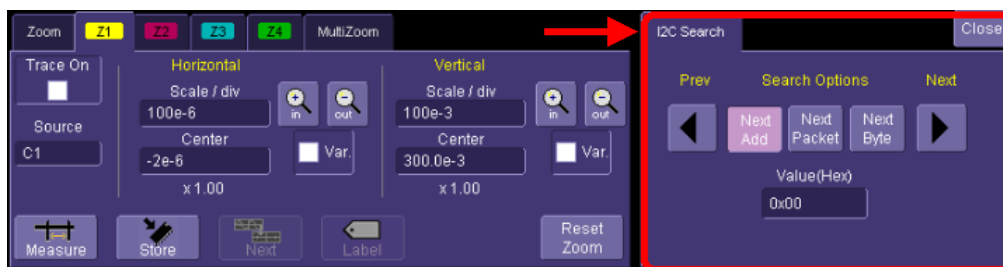 Zoom Z1 Z2 Z3 Z4 MultiZoom
Trace On
Source
C1
Horizontal
Scale / div
100e-6
in out
Center
-2e-6
Var.
x 1.00
Vertical
Scale / div
100e-3
in out
Center
300.0e-3
Var.
x 1.00
Measure Store Next Label Reset Zoom
I2C Search Close
Prev Search Options Next
Next Add Next Packet Next Byte
Value(Hex)
0x00